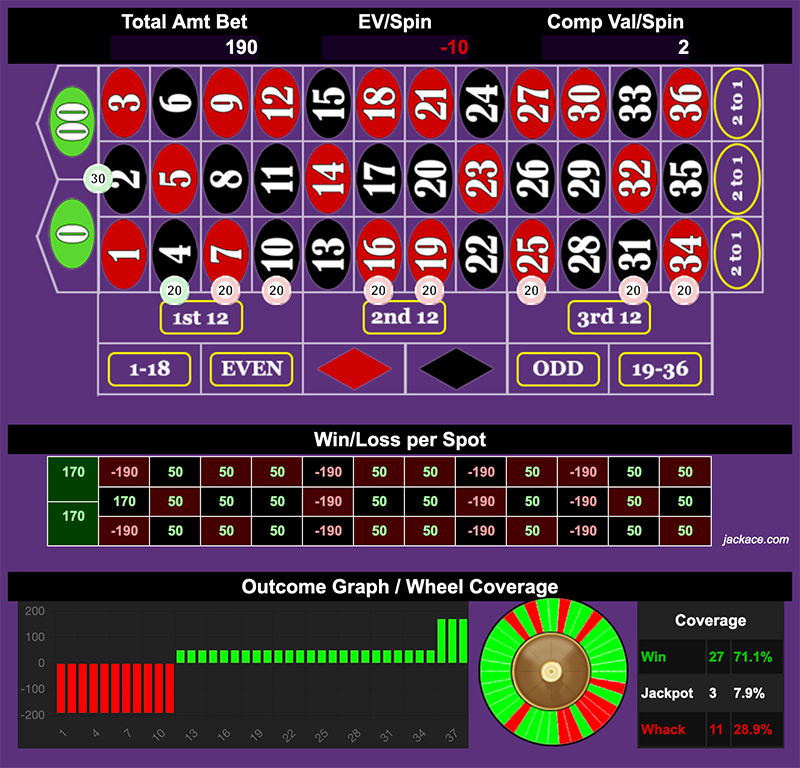 Total Amt Bet EV/Spin Comp Val/Spin
190 -10 2
00 3 6 9 12 15 18 21 24 27 30 33 36 2 to 1
30 2 5 8 11 14 17 20 23 26 29 32 35 2 to 1
0 1 4 7 10 13 16 19 22 25 28 31 34 2 to 1
20 20 20 20 20 20 20 20
1st 12 2nd 12 3rd 12
1-18 EVEN ODD 19-36
Win/Loss per Spot
170 -190 50 50 50 -190 50 50 -190 50 -190 50 50
170 50 50 50 -190 50 50 -190 50 -190 50 50
170 -190 50 50 50 -190 50 50 -190 50 -190 50 50
jackace.com
Outcome Graph / Wheel Coverage
200
100
0
-100
-200
1 4 7 10 13 16 19 22 25 28 31 34 37
Coverage
Win 27 71.1%
Jackpot 3 7.9%
Whack 11 28.9%